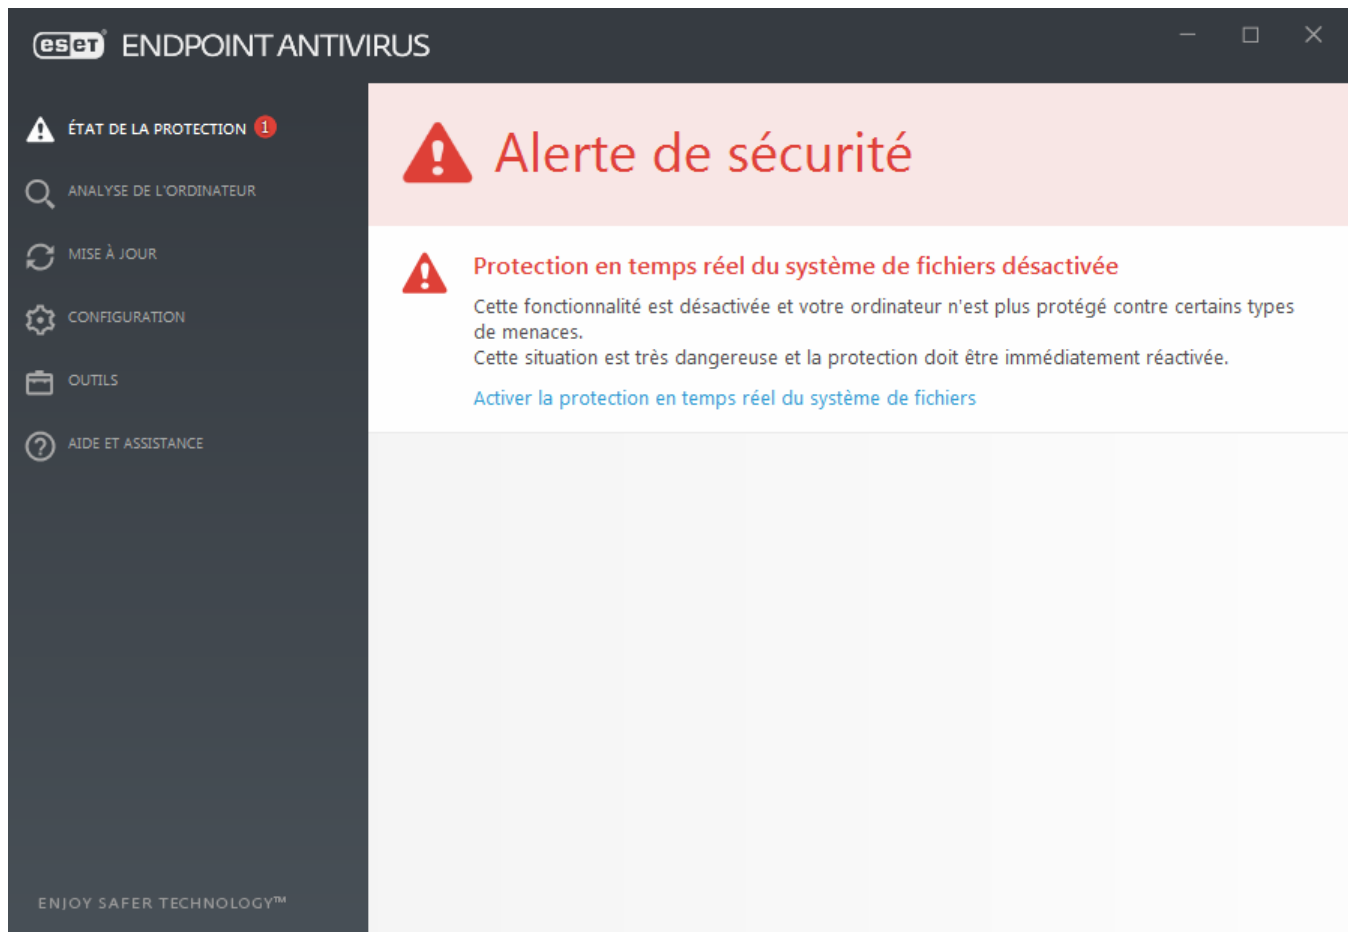 eset ENDPOINT ANTIVIRUS
ÉTAT DE LA PROTECTION 1
ANALYSE DE L'ORDINATEUR
MISE À JOUR
CONFIGURATION
OUTILS
AIDE ET ASSISTANCE
ENJOY SAFER TECHNOLOGY™
Alerte de sécurité
Protection en temps réel du système de fichiers désactivée
Cette fonctionnalité est désactivée et votre ordinateur n'est plus protégé contre certains types
de menaces.
Cette situation est très dangereuse et la protection doit être immédiatement réactivée.
Activer la protection en temps réel du système de fichiers